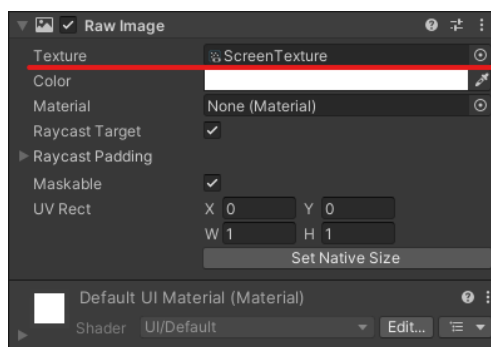 Raw Image
Texture ScreenTexture
Color
Material None (Material)
Raycast Target
Raycast Padding
Maskable
UV Rect X 0 Y 0
W 1 H 1
Set Native Size
Default UI Material (Material)
Shader UI/Default Edit...